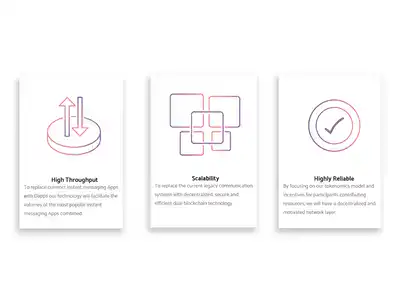 High Throughput
To replace current instant messaging apps
with Dapps our technology will facilitate the
volumes of the most popular instant
messaging apps combined.
Scalability
To replace the current legacy communication
systems with decentralized, secure and
efficient dual-blockchain technology.
Highly Reliable
By focusing on our tokenomics model and
incentives for participants contributing
resources, we will have a decentralized and
motivated network layer.